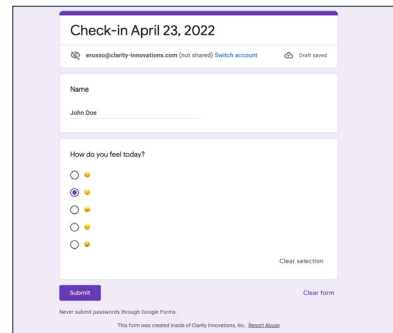 Check-in April 23, 2022
erusso@clarity-innovations.com (not shared) Switch account
Draft saved
Name
John Doe
How do you feel today?
Clear selection
Submit
Clear form
Never submit passwords through Google Forms.
This form was created inside of Clarity Innovations, Inc.. Report Abuse